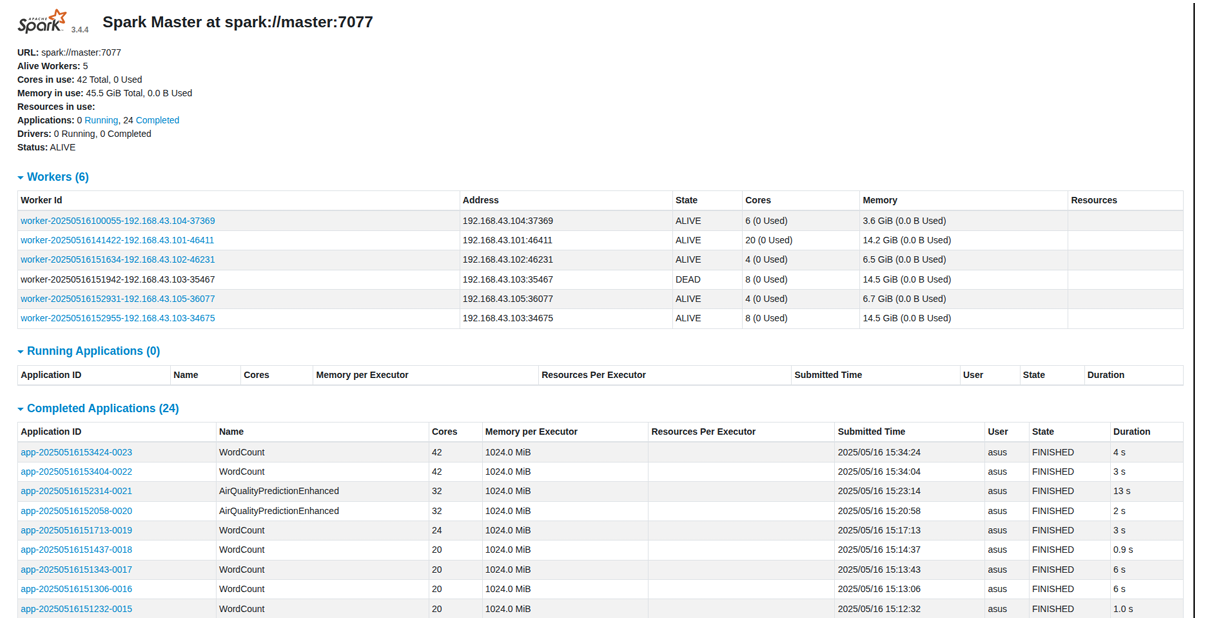 APACHE
Spark 3.4.4 Spark Master at spark://master:7077
URL: spark://master:7077
Alive Workers: 5
Cores in use: 42 Total, 0 Used
Memory in use: 45.5 GiB Total, 0.0 B Used
Resources in use:
Applications: 0 Running, 24 Completed
Drivers: 0 Running, 0 Completed
Status: ALIVE
Workers (6)
Worker Id Address State Cores Memory Resources
worker-20250516100055-192.168.43.104-37369 192.168.43.104:37369 ALIVE 6 (0 Used) 3.6 GiB (0.0 B Used)
worker-20250516141422-192.168.43.101-46411 192.168.43.101:46411 ALIVE 20 (0 Used) 14.2 GiB (0.0 B Used)
worker-20250516151634-192.168.43.102-46231 192.168.43.102:46231 ALIVE 4 (0 Used) 6.5 GiB (0.0 B Used)
worker-20250516151942-192.168.43.103-35467 192.168.43.103:35467 DEAD 8 (0 Used) 14.5 GiB (0.0 B Used)
worker-20250516152931-192.168.43.105-36077 192.168.43.105:36077 ALIVE 4 (0 Used) 6.7 GiB (0.0 B Used)
worker-20250516152955-192.168.43.103-34675 192.168.43.103:34675 ALIVE 8 (0 Used) 14.5 GiB (0.0 B Used)
Running Applications (0)
Application ID Name Cores Memory per Executor Resources Per Executor Submitted Time User State Duration
Completed Applications (24)
Application ID Name Cores Memory per Executor Resources Per Executor Submitted Time User State Duration
app-20250516153424-0023 WordCount 42 1024.0 MiB 2025/05/16 15:34:24 asus FINISHED 4 s
app-20250516153404-0022 WordCount 42 1024.0 MiB 2025/05/16 15:34:04 asus FINISHED 3 s
app-20250516152314-0021 AirQualityPredictionEnhanced 32 1024.0 MiB 2025/05/16 15:23:14 asus FINISHED 13 s
app-20250516152058-0020 AirQualityPredictionEnhanced 32 1024.0 MiB 2025/05/16 15:20:58 asus FINISHED 2 s
app-20250516151713-0019 WordCount 24 1024.0 MiB 2025/05/16 15:17:13 asus FINISHED 3 s
app-20250516151437-0018 WordCount 20 1024.0 MiB 2025/05/16 15:14:37 asus FINISHED 0.9 s
app-20250516151343-0017 WordCount 20 1024.0 MiB 2025/05/16 15:13:43 asus FINISHED 6 s
app-20250516151306-0016 WordCount 20 1024.0 MiB 2025/05/16 15:13:06 asus FINISHED 6 s
app-20250516151232-0015 WordCount 20 1024.0 MiB 2025/05/16 15:12:32 asus FINISHED 1.0 s